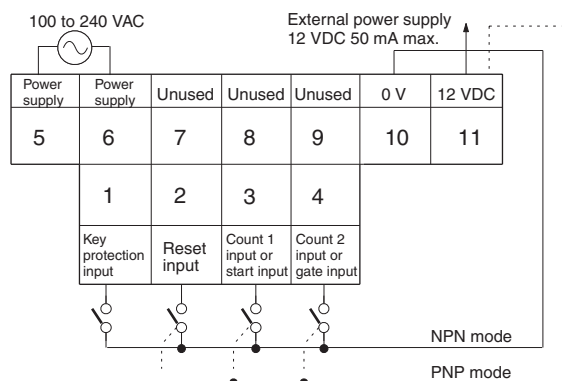 100 to 240 VAC
External power supply
12 VDC 50 mA max.
Power supply
Power supply
Unused
Unused
Unused
0 V
12 VDC
5
6
7
8
9
10
11
1
2
3
4
Key protection input
Reset input
Count 1 input or start input
Count 2 input or gate input
NPN mode
PNP mode